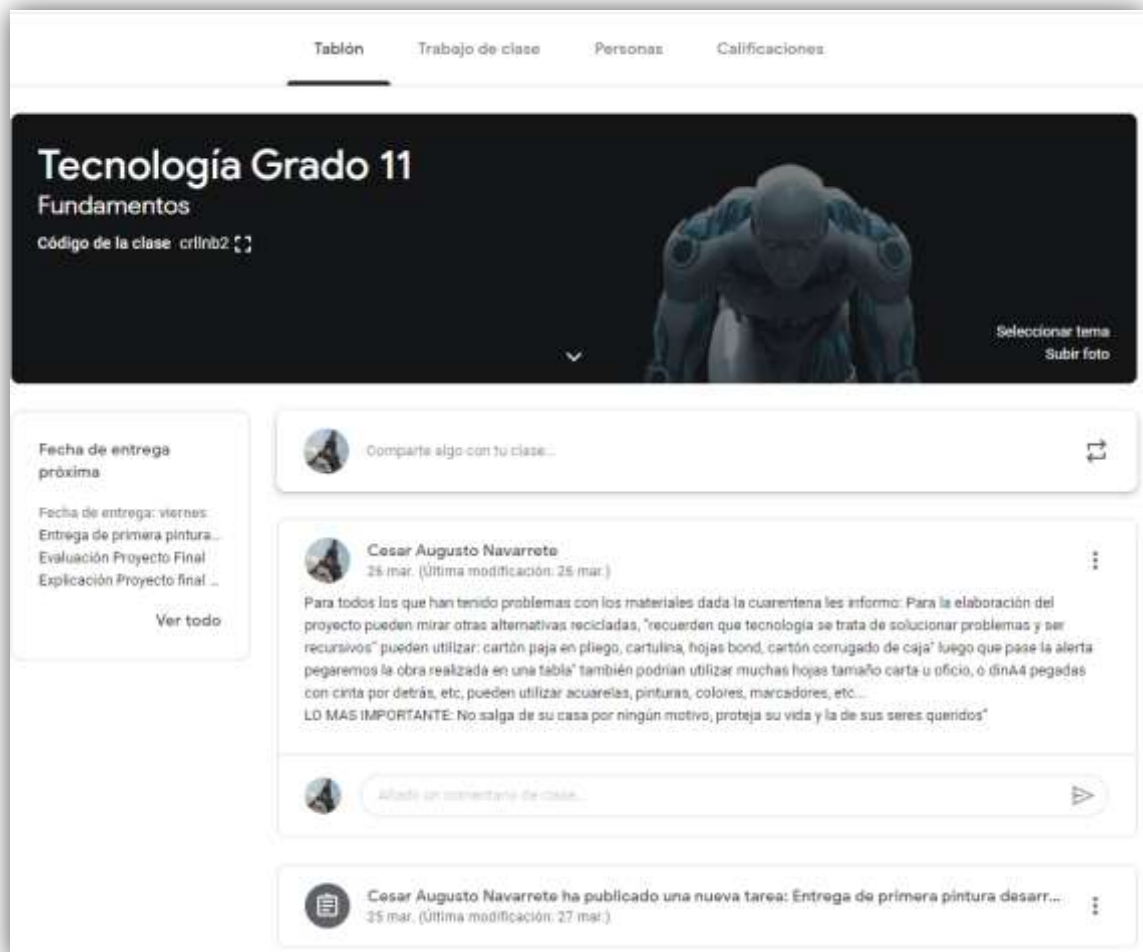 Tablón
Trabajo de clase
Personas
Calificaciones
Tecnología Grado 11
Fundamentos
Código de la clase crllnb2
Seleccionar tema
Subir foto
Fecha de entrega
próxima
Fecha de entrega: viernes
Entrega de primera pintura...
Evaluación Proyecto Final
Explicación Proyecto final ...
Ver todo
Comparte algo con tu clase...
Cesar Augusto Navarrete
26 mar. (Última modificación: 26 mar.)
Para todos los que han tenido problemas con los materiales dada la cuarentena les informo: Para la elaboración del
proyecto pueden mirar otras alternativas recicladas, "recuerden que tecnología se trata de solucionar problemas y ser
recursivos" pueden utilizar: cartón paja en pliego, cartulina, hojas bond, cartón corrugado de caja" luego que pase la alerta
pegaremos la obra realizada en una tabla" también podrían utilizar muchas hojas tamaño carta u oficio, o dinA4 pegadas
con cinta por detrás, etc, pueden utilizar acuarelas, pinturas, colores, marcadores, etc...
LO MAS IMPORTANTE: No salga de su casa por ningún motivo, proteja su vida y la de sus seres queridos"
Añade un comentario de clase...
Cesar Augusto Navarrete ha publicado una nueva tarea: Entrega de primera pintura desarr...
25 mar. (Última modificación: 27 mar.)